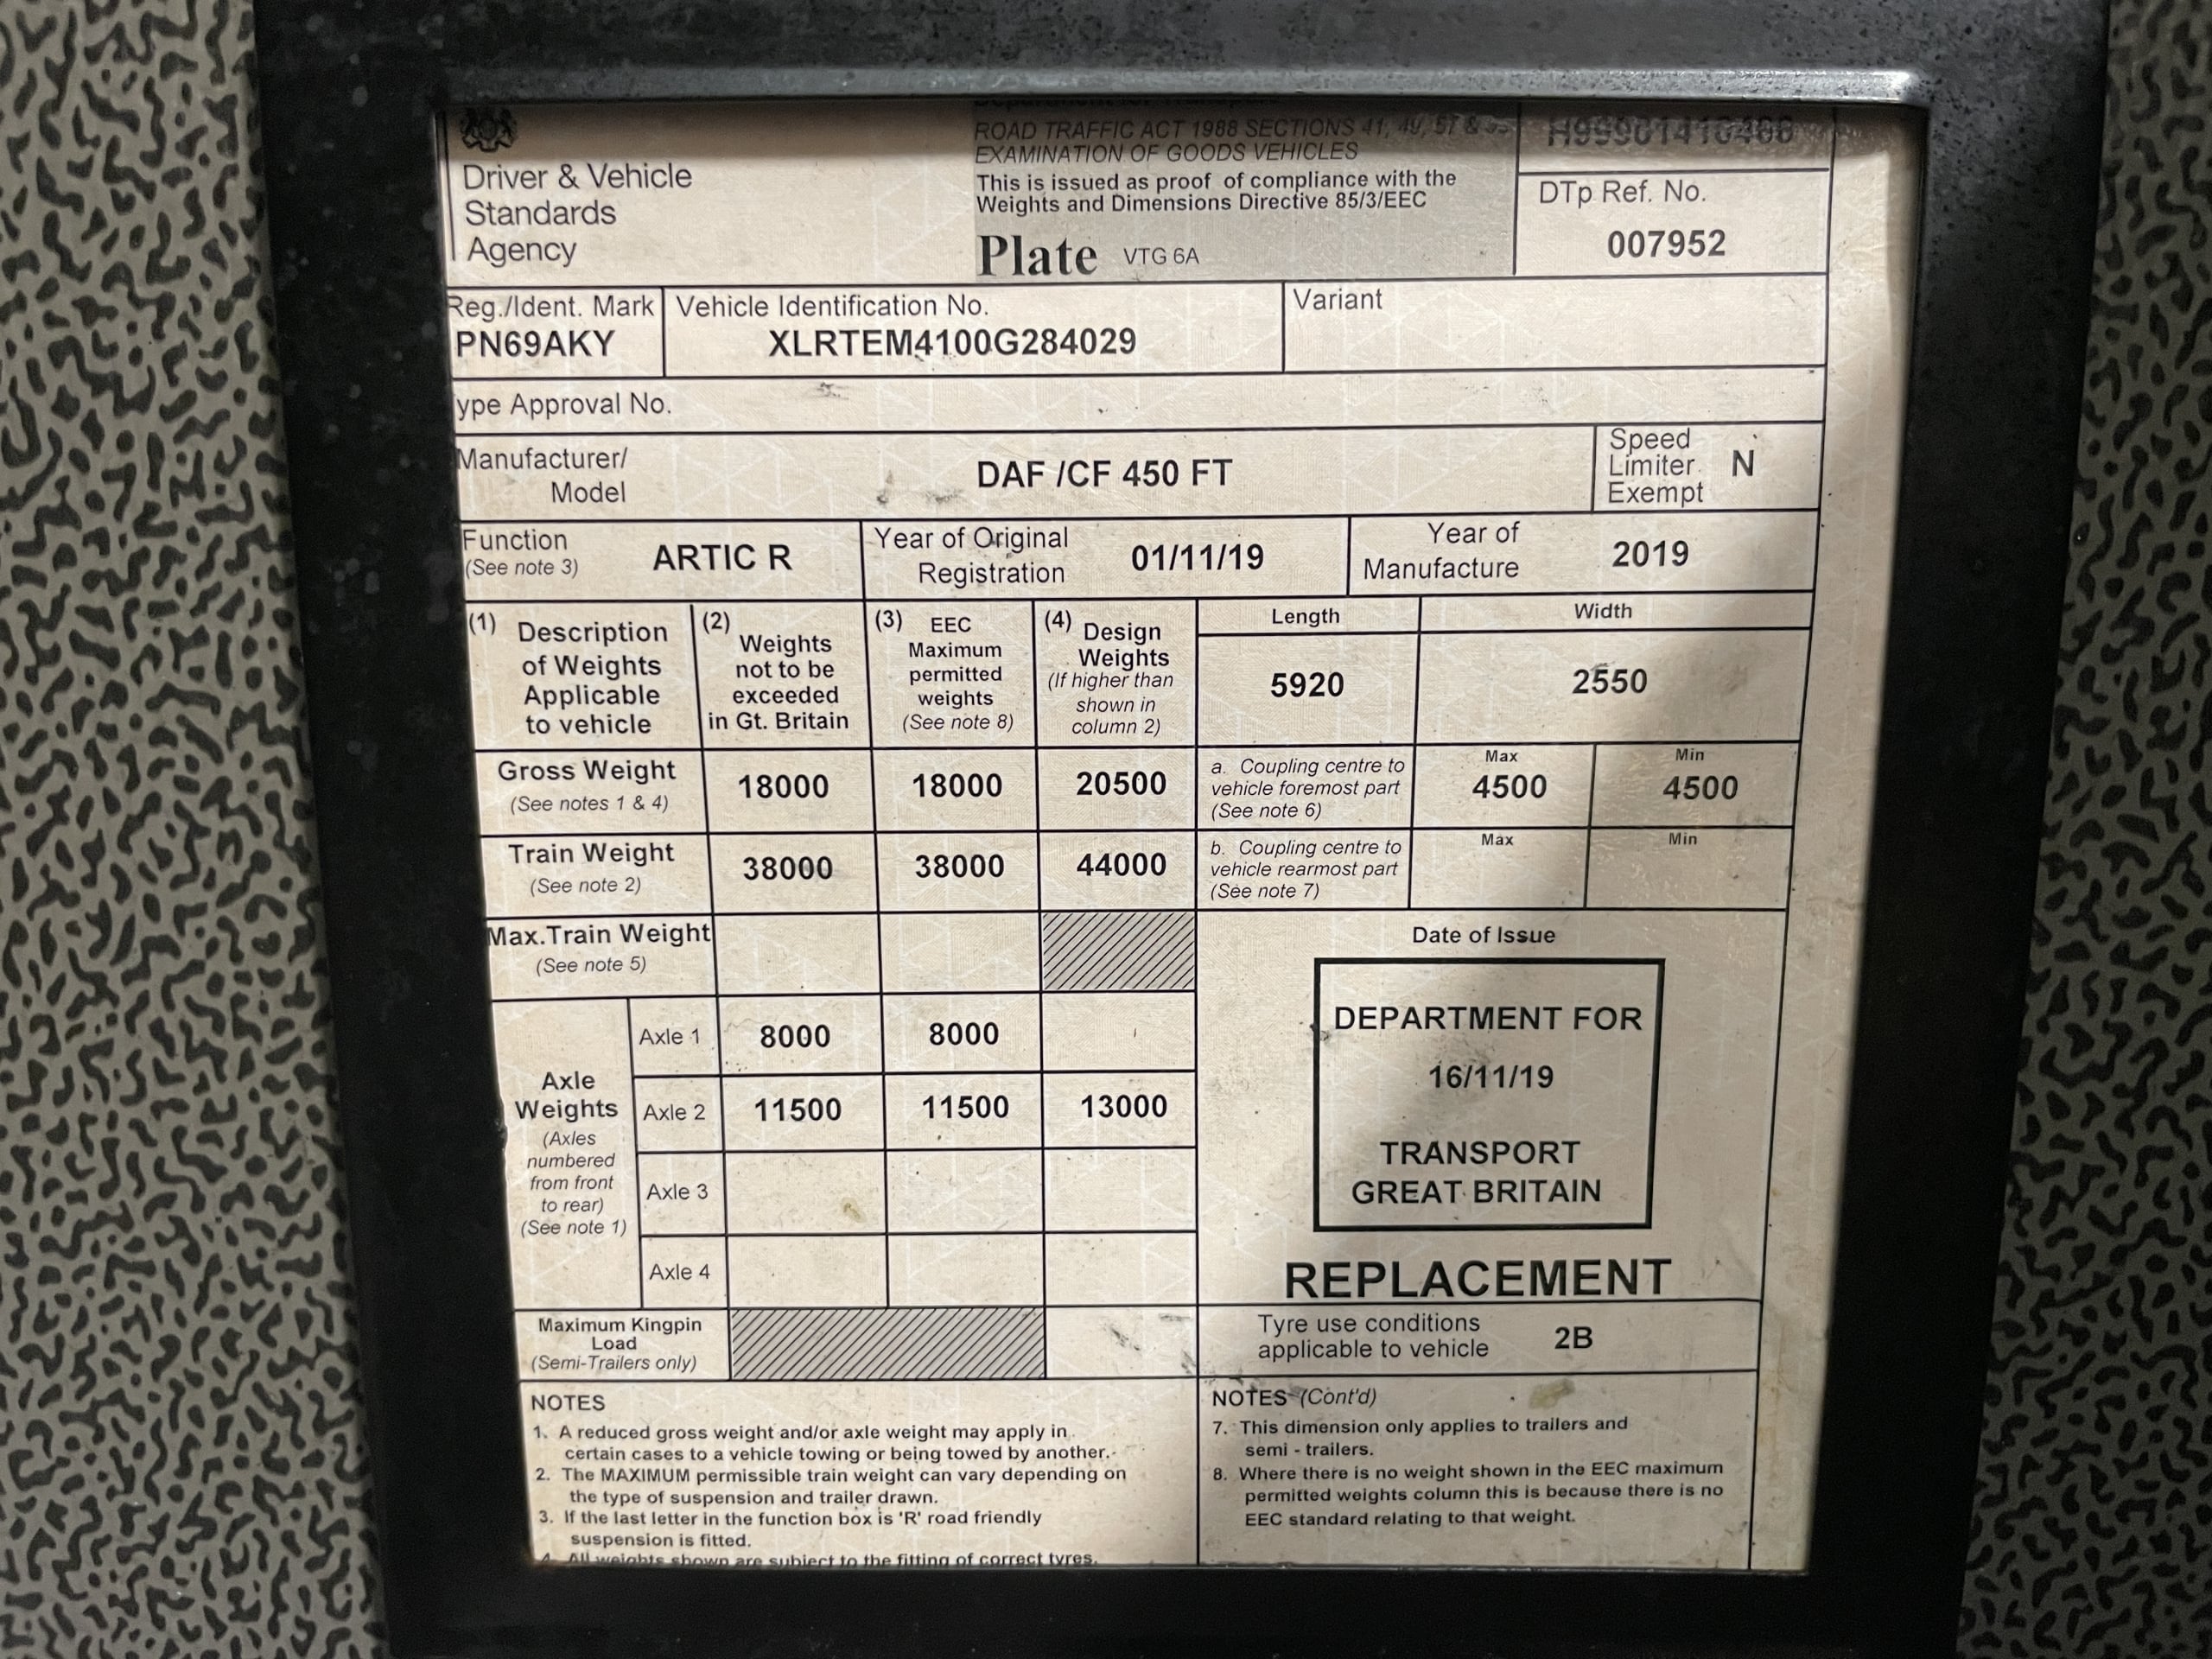 Driver & Vehicle
Standards
Agency
ROAD TRAFFIC ACT 1988 SECTIONS 41, 49, 57 &
EXAMINATION OF GOODS VEHICLES
This is issued as proof of compliance with the
Weights and Dimensions Directive 85/3/EEC
Plate VTG 6A
DTp Ref. No.
007952
Reg./Ident. Mark
PN69AKY
Vehicle Identification No.
XLRTEM4100G284029
Variant
ype Approval No.
Manufacturer/
Model
DAF /CF 450 FT
Speed
Limiter
Exempt
N
Function
(See note 3)
ARTIC R
Year of Original
Registration
01/11/19
Year of
Manufacture
2019
(1) Description
of Weights
Applicable
to vehicle
(2) Weights
not to be
exceeded
in Gt. Britain
(3) EEC
Maximum
permitted
weights
(See note 8)
(4) Design
Weights
(If higher than
shown in
column 2)
Length
5920
Width
2550
Gross Weight
(See notes 1 & 4)
18000
18000
20500
a. Coupling centre to
vehicle foremost part
(See note 6)
Max
4500
Min
4500
Train Weight
(See note 2)
38000
38000
44000
b. Coupling centre to
vehicle rearmost part
(See note 7)
Max
Min
Max.Train Weight
(See note 5)
Axle
Weights
(Axles
numbered
from front
to rear)
(See note 1)
Axle 1
8000
8000
Axle 2
11500
11500
13000
Axle 3
Axle 4
Date of Issue
DEPARTMENT FOR
16/11/19
TRANSPORT
GREAT BRITAIN
REPLACEMENT
Maximum Kingpin
Load
(Semi-Trailers only)
Tyre use conditions
applicable to vehicle
2B
NOTES
1. A reduced gross weight and/or axle weight may apply in
certain cases to a vehicle towing or being towed by another.
2. The MAXIMUM permissible train weight can vary depending on
the type of suspension and trailer drawn.
3. If the last letter in the function box is 'R' road friendly
suspension is fitted.
4. All weights shown are subject to the fitting of correct tyres.
NOTES (Cont'd)
7. This dimension only applies to trailers and
semi - trailers.
8. Where there is no weight shown in the EEC maximum
permitted weights column this is because there is no
EEC standard relating to that weight.